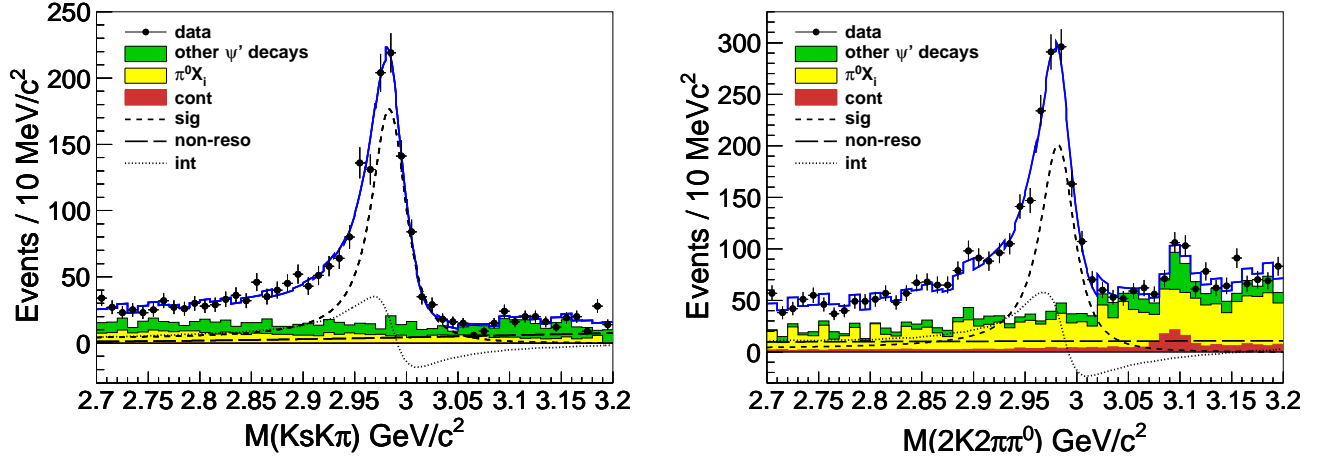 Events / 10 MeV/c²
250
200
150
100
50
0
data
other ψ' decays
π⁰Xᵢ
cont
sig
non-reso
int
2.7 2.75 2.8 2.85 2.9 2.95 3 3.05 3.1 3.15 3.2
M(KsKπ) GeV/c²
Events / 10 MeVc²
300
250
200
150
100
50
0
data
other ψ' decays
π⁰Xᵢ
cont
sig
non-reso
int
2.7 2.75 2.8 2.85 2.9 2.95 3 3.05 3.1 3.15 3.2
M(2K2ππ⁰) GeV/c²